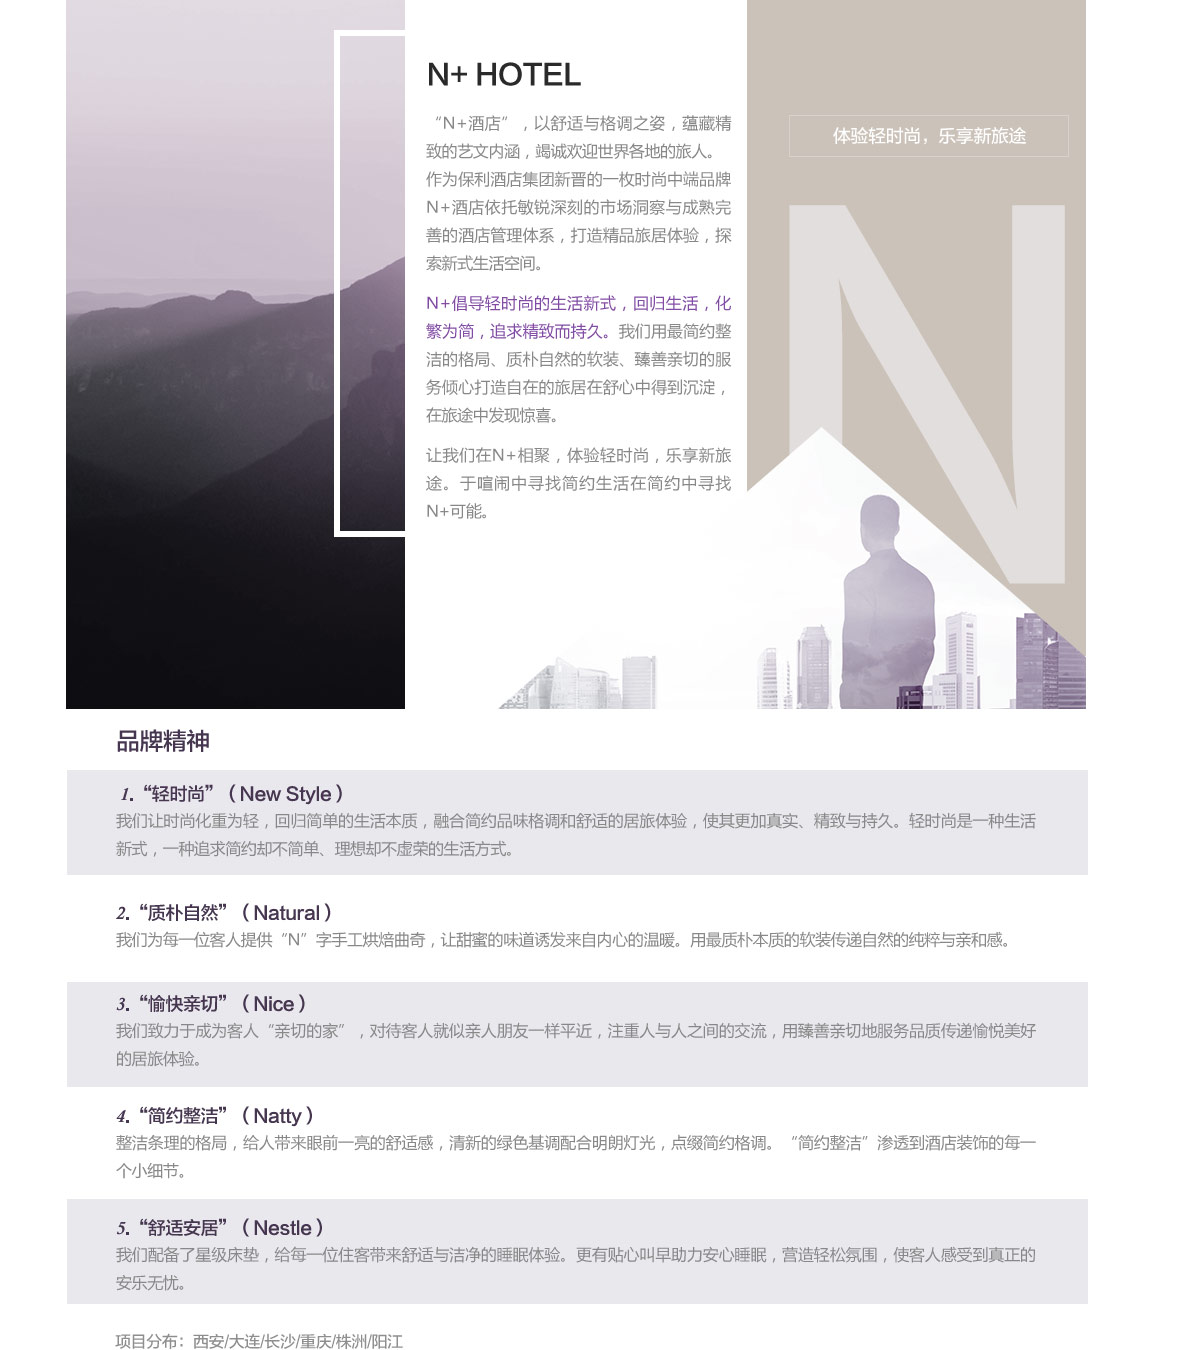 N+ HOTEL
“N+酒店”，以舒适与格调之姿，蕴藏精
致的艺文内涵，竭诚欢迎世界各地的旅人。
作为保利酒店集团新晋的一枚时尚中端品牌
N+酒店依托敏锐深刻的市场洞察与成熟完
善的酒店管理体系，打造精品旅居体验，探
索新式生活空间。
N+倡导轻时尚的生活新式，回归生活，化
繁为简，追求精致而持久。我们用最简约整
洁的格局、质朴自然的软装、臻善亲切的服
务倾心打造自在的旅居在舒心中得到沉淀，
在旅途中发现惊喜。
让我们在N+相聚，体验轻时尚，乐享新旅
途。于喧闹中寻找简约生活在简约中寻找
N+可能。
体验轻时尚，乐享新旅途
N
品牌精神
1.“轻时尚”（New Style）
我们让时尚化重为轻，回归简单的生活本质，融合简约品味格调和舒适的居旅体验，使其更加真实、精致与持久。轻时尚是一种生活
新式，一种追求简约却不简单、理想却不虚荣的生活方式。
2.“质朴自然”（Natural）
我们为每一位客人提供“N”字手工烘焙曲奇，让甜蜜的味道诱发来自内心的温暖。用最质朴本质的软装传递自然的纯粹与亲和感。
3.“愉快亲切”（Nice）
我们致力于成为客人“亲切的家”，对待客人就似亲人朋友一样平近，注重人与人之间的交流，用臻善亲切地服务品质传递愉悦美好
的居旅体验。
4.“简约整洁”（Natty）
整洁条理的格局，给人带来眼前一亮的舒适感，清新的绿色基调配合明朗灯光，点缀简约格调。“简约整洁”渗透到酒店装饰的每一
个小细节。
5.“舒适安居”（Nestle）
我们配备了星级床垫，给每一位住客带来舒适与洁净的睡眠体验。更有贴心叫早助力安心睡眠，营造轻松氛围，使客人感受到真正的
安乐无忧。
项目分布：西安/大连/长沙/重庆/株洲/阳江